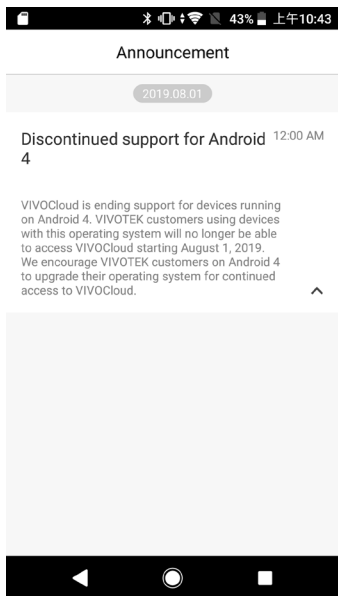 43% 上午10:43
Announcement
2019.08.01
Discontinued support for Android 12:00 AM
4
VIVOCloud is ending support for devices running
on Android 4. VIVOTEK customers using devices
with this operating system will no longer be able
to access VIVOCloud starting August 1, 2019.
We encourage VIVOTEK customers on Android 4
to upgrade their operating system for continued
access to VIVOCloud.